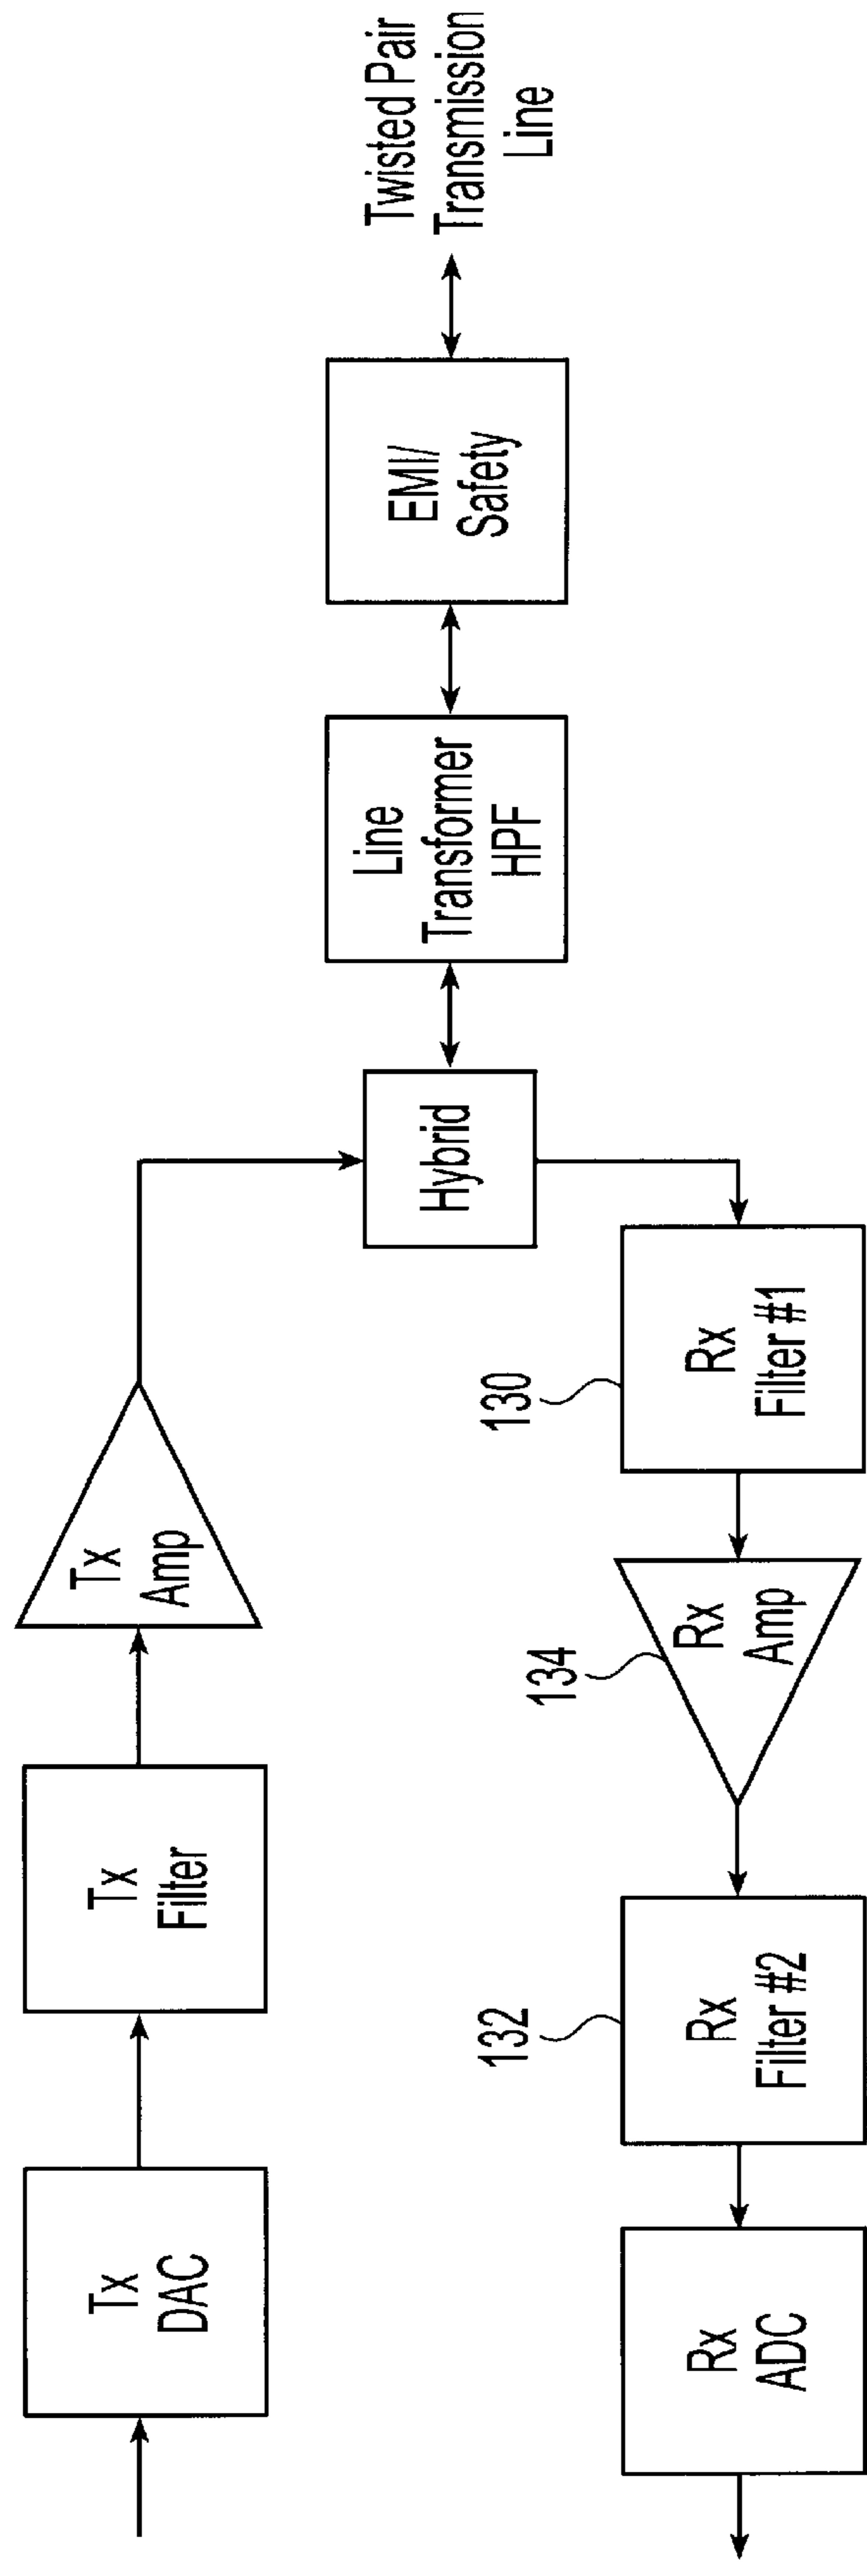 Tx
DAC
Tx
Filter
Tx
Amp
Hybrid
Line
Transformer
HPF
EMI/
Safety
Twisted Pair
Transmission
Line
130
Rx
Filter #1
134
Rx
Amp
132
Rx
Filter #2
Rx
ADC